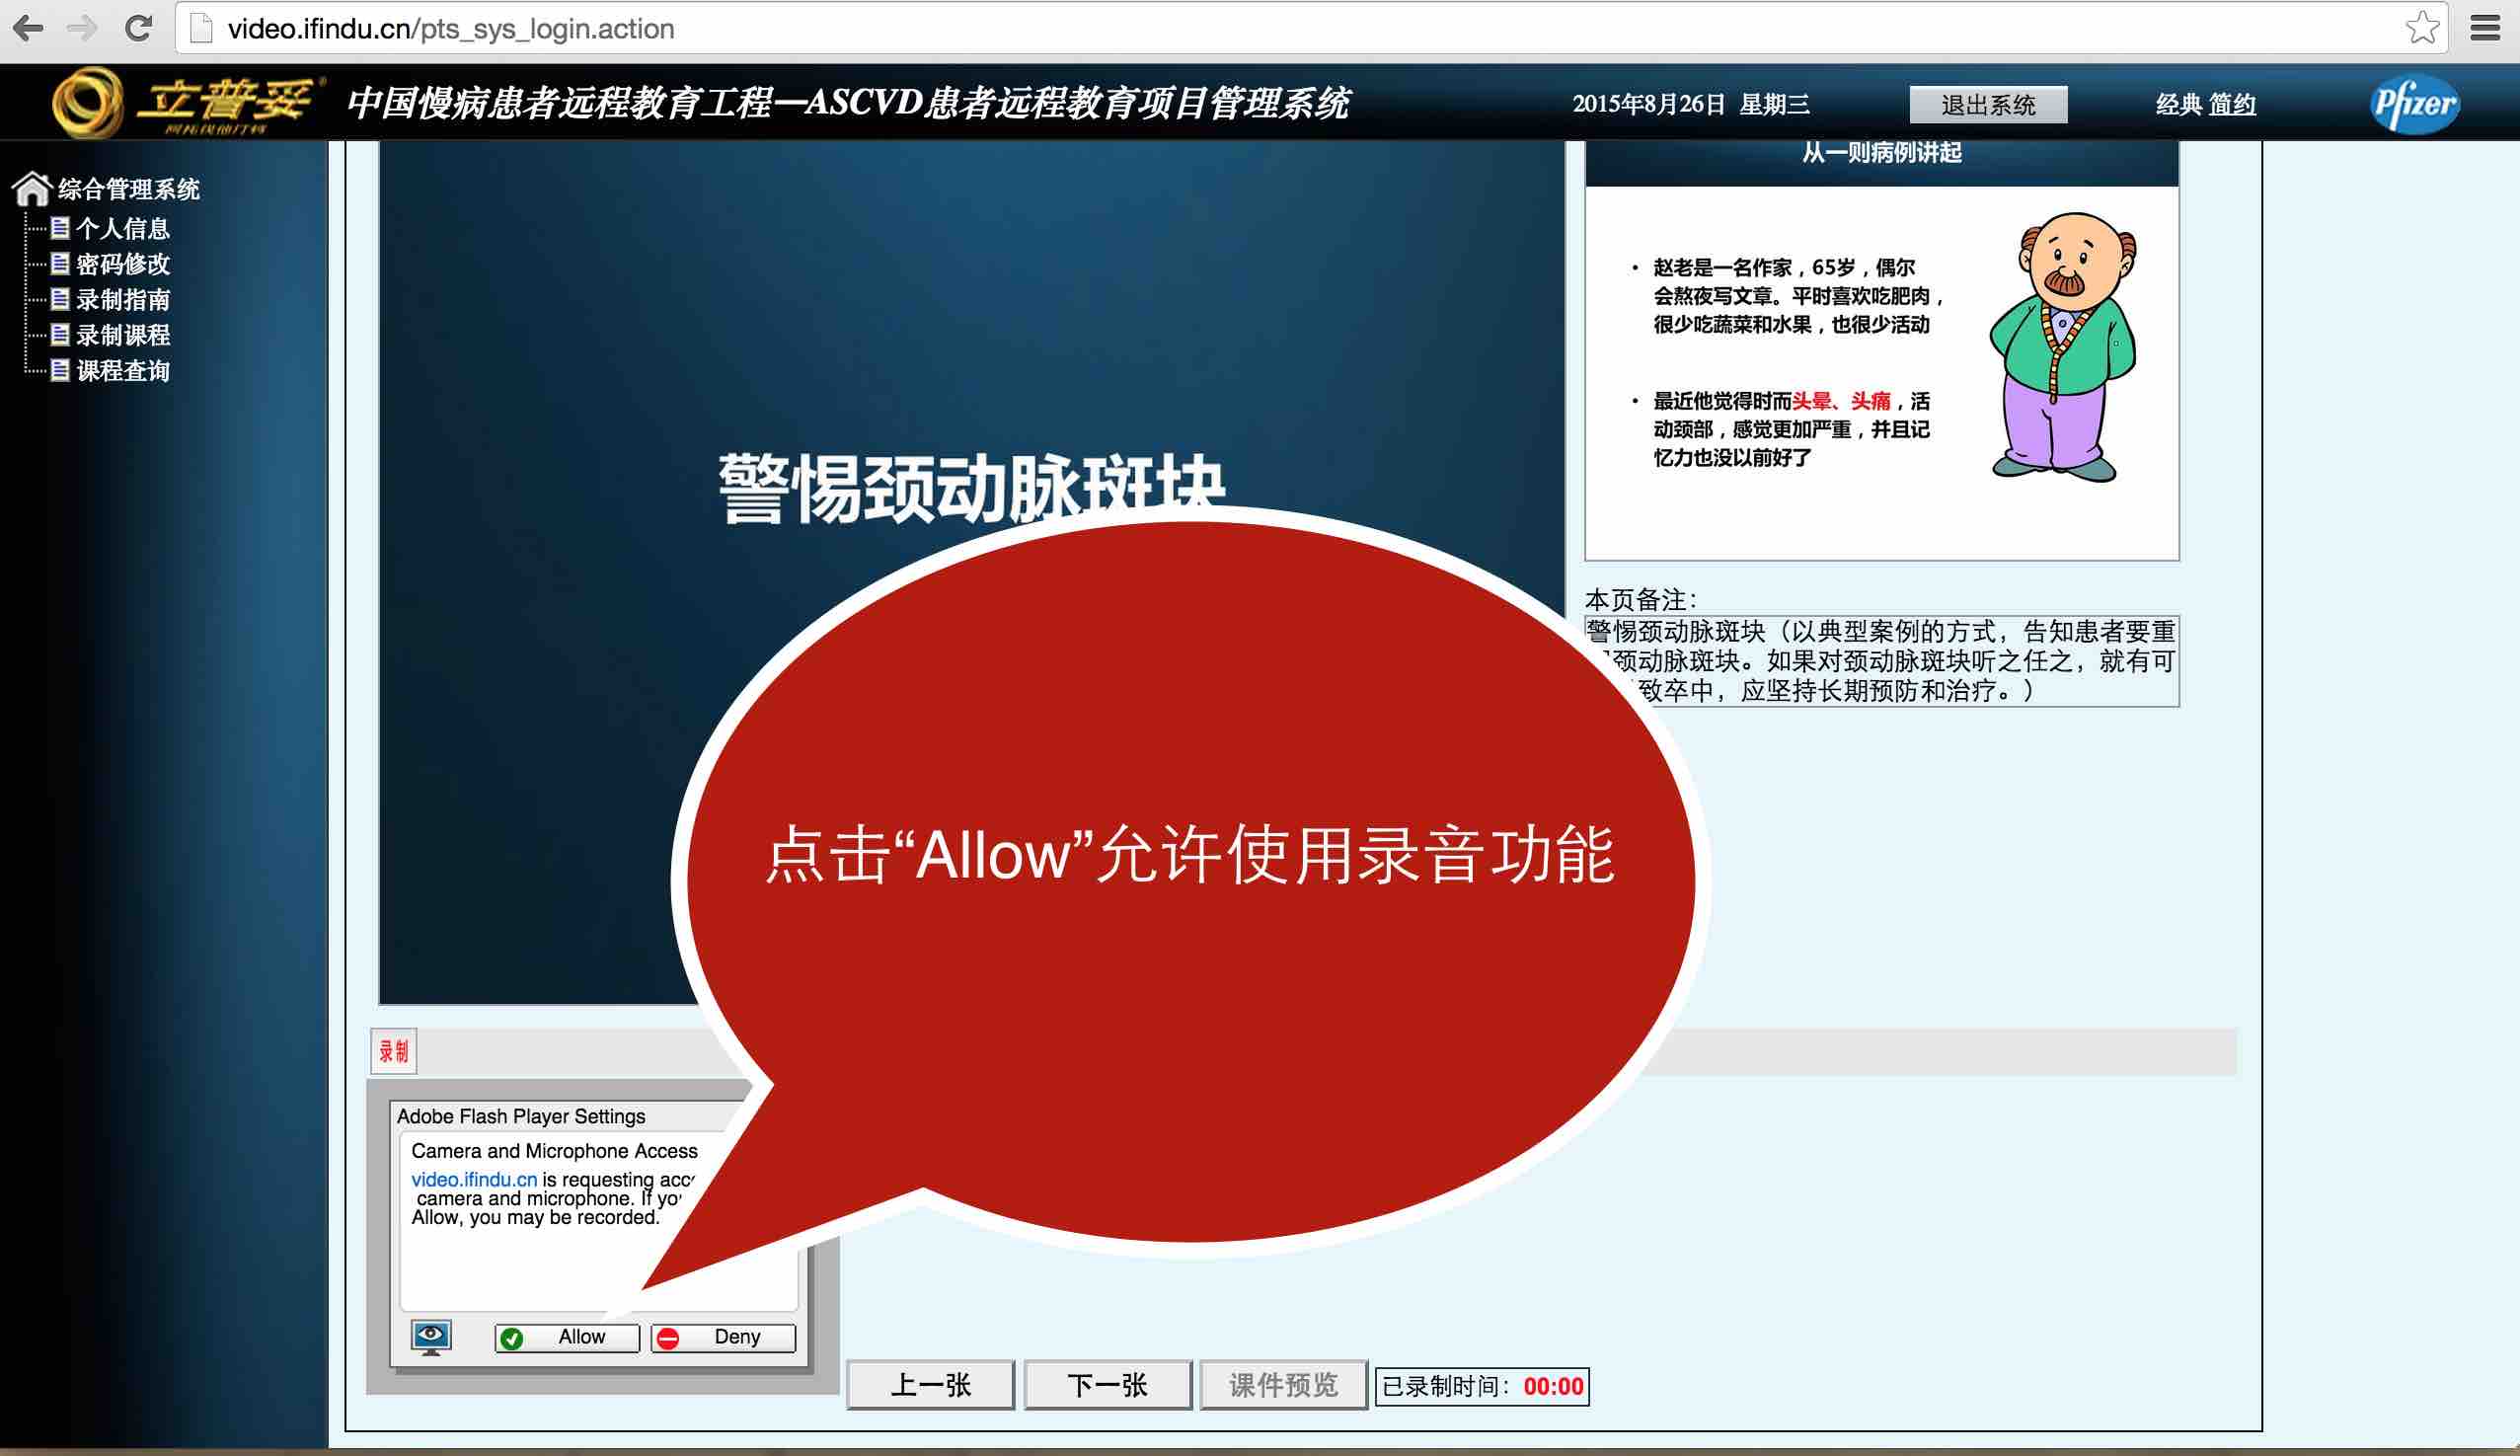 video.ifindu.cn/pts_sys_login.action
立普妥®
中国慢病患者远程教育工程—ASCVD患者远程教育项目管理系统
2015年8月26日 星期三
退出系统
经典 简约
Pfizer
综合管理系统
个人信息
密码修改
录制指南
录制课程
课程查询
警惕颈动脉斑块
从一则病例讲起
• 赵老是一名作家，65岁，偶尔
会熬夜写文章。平时喜欢吃肥肉，
很少吃蔬菜和水果，也很少活动
• 最近他觉得时而头晕、头痛，活
动颈部，感觉更加严重，并且记
忆力也没以前好了
本页备注：
警惕颈动脉斑块（以典型案例的方式，告知患者要重
颈动脉斑块。如果对颈动脉斑块听之任之，就有可
致卒中，应坚持长期预防和治疗。）
点击“Allow”允许使用录音功能
录制
Adobe Flash Player Settings
Camera and Microphone Access
video.ifindu.cn is requesting
camera and microphone. If
Allow, you may be recorded.
Allow
Deny
上一张
下一张
课件预览
已录制时间：00:00